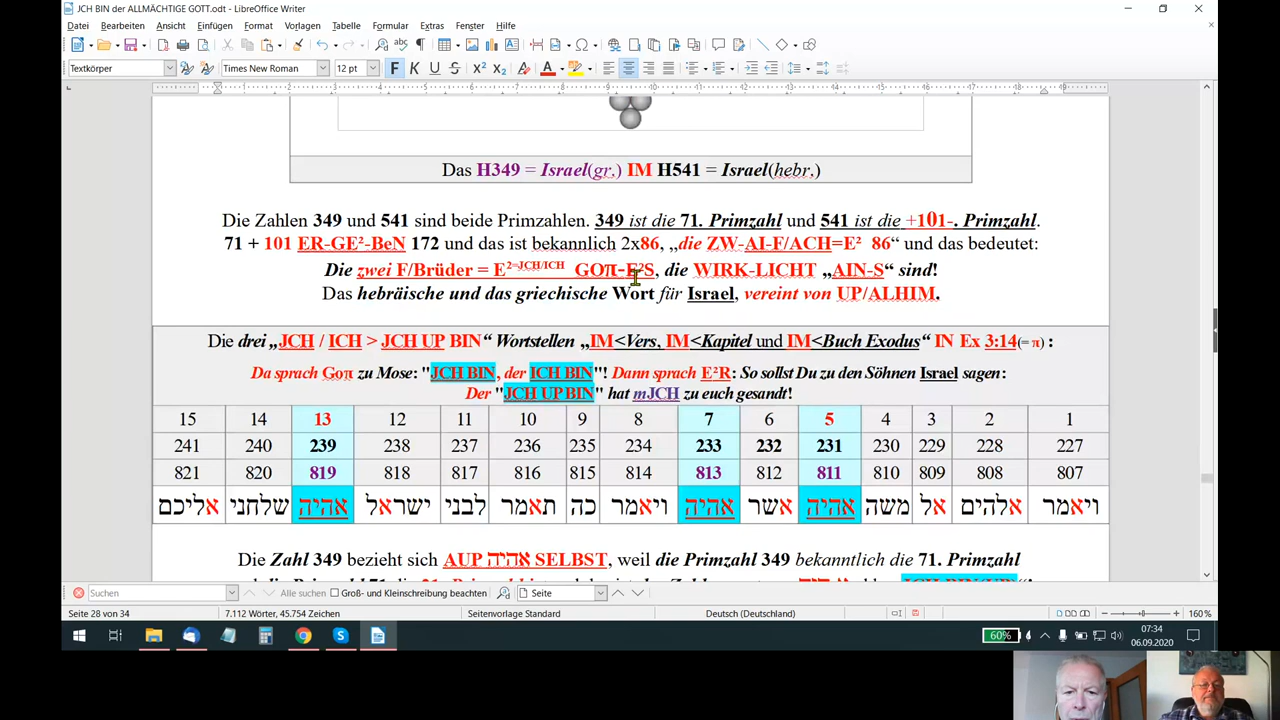 JCH BIN der ALLMÄCHTIGE GOTT.odt - LibreOffice Writer
Datei Bearbeiten Ansicht Einfügen Format Vorlagen Tabelle Formular Extras Fenster Hilfe
Textkörper Times New Roman 12 pt F K U S
Das H349 = Israel(gr.) IM H541 = Israel(hebr.)
Die Zahlen 349 und 541 sind beide Primzahlen. 349 ist die 71. Primzahl und 541 ist die +101-. Primzahl.
71 + 101 ER-GE²-BeN 172 und das ist bekannlich 2x86, „die ZW-AI-F/ACH=E² 86“ und das bedeutet:
Die zwei F/Brüder = E²⁼ᴶᶜᴴ/ᴵᶜᴴ GOπ-E²S, die WIRK-LICHT „AIN-S“ sind!
Das hebräische und das griechische Wort für Israel, vereint von UP/ALHIM.
Die drei „JCH / ICH > JCH UP BIN“ Wortstellen „IM<Vers, IM<Kapitel und IM<Buch Exodus“ IN Ex 3:14(= π) :
Da sprach Goπ zu Mose: "JCH BIN, der ICH BIN"! Dann sprach E²R: So sollst Du zu den Söhnen Israel sagen:
Der "JCH UP BIN" hat mJCH zu euch gesandt!
15 14 13 12 11 10 9 8 7 6 5 4 3 2 1
241 240 239 238 237 236 235 234 233 232 231 230 229 228 227
821 820 819 818 817 816 815 814 813 812 811 810 809 808 807
ויאמר אלהים אל משה אהיה אשר אהיה ויאמר כה תאמר לבני ישראל אהיה שלחני אליכם
Die Zahl 349 bezieht sich AUP אהיה SELBST, weil die Primzahl 349 bekanntlich die 71. Primzahl
Suchen Alle suchen Groß- und Kleinschreibung beachten Seite
Seite 28 von 34 7.112 Wörter, 45.754 Zeichen Seitenvorlage Standard Deutsch (Deutschland) 160%
60% 07:34
06.09.2020